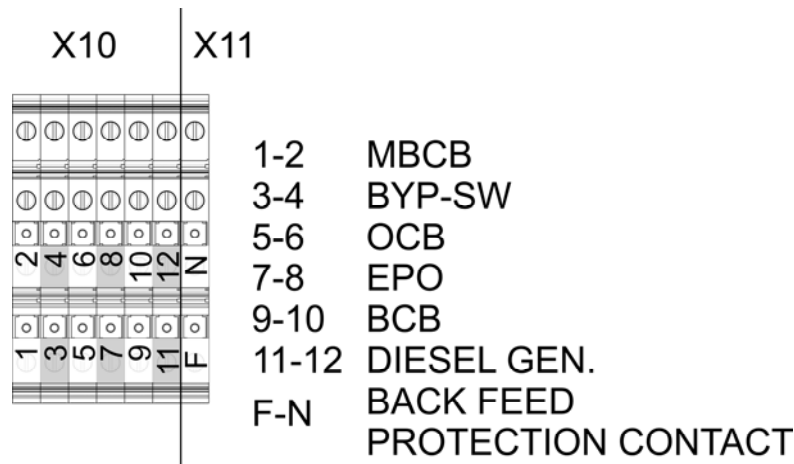 X10 X11
2 4 6 8 10 12 N
1 3 5 7 9 11 F
1-2 MBCB
3-4 BYP-SW
5-6 OCB
7-8 EPO
9-10 BCB
11-12 DIESEL GEN.
F-N BACK FEED
PROTECTION CONTACT